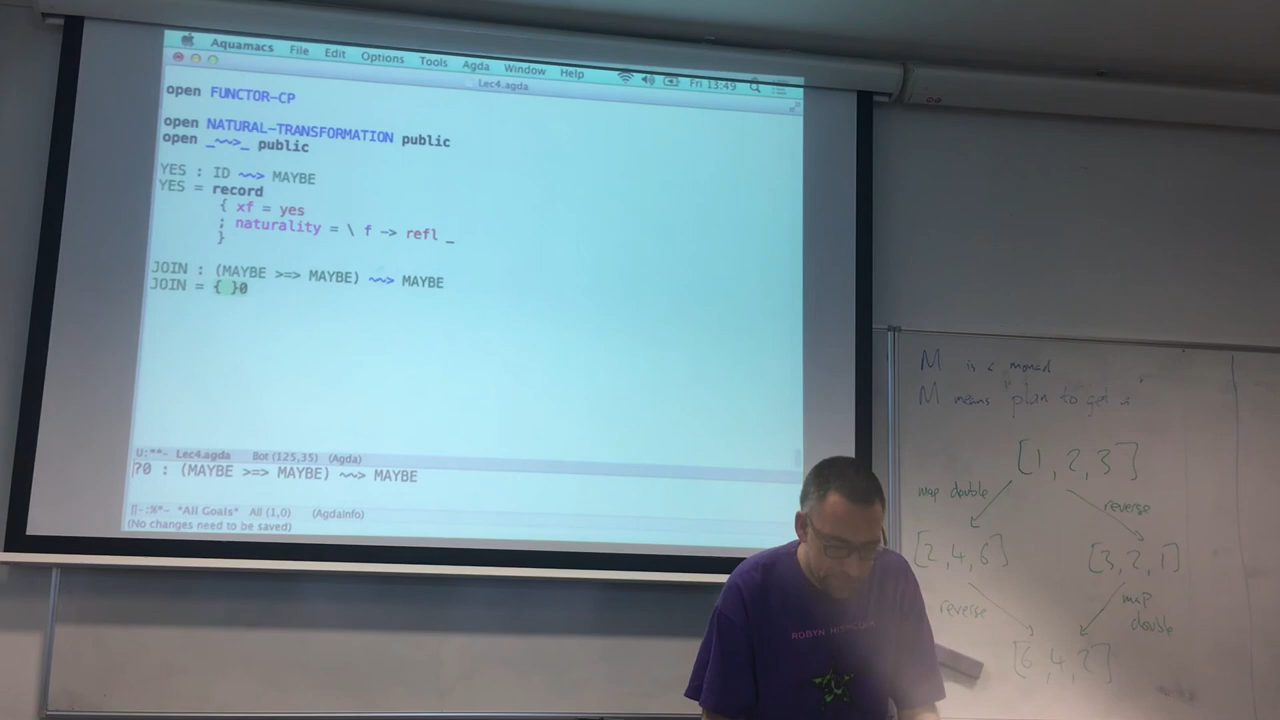 Aquamacs File Edit Options Tools Agda Window Help Fri 13:49
Lec4.agda
open FUNCTOR-CP
open NATURAL-TRANSFORMATION public
open _~~>_ public
YES : ID ~~> MAYBE
YES = record
{ xf = yes
; naturality = \ f -> refl _
}
JOIN : (MAYBE >=> MAYBE) ~~> MAYBE
JOIN = { }0
U:**- Lec4.agda Bot (125,35) (Agda)
?0 : (MAYBE >=> MAYBE) ~~> MAYBE
*All Goals* All (1,0) (AgdaInfo)
(No changes need to be saved)
M is a monad
M means "plan to get a"
[1, 2, 3]
map double
reverse
[2, 4, 6]
[3, 2, 1]
reverse
map
double
[6, 4, 2]
ROBYN